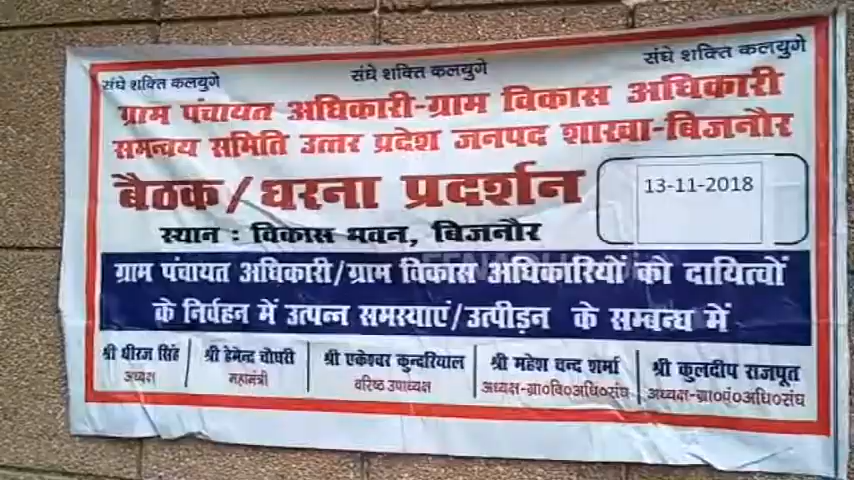 संघे शक्ति कलयुगे संघे शक्ति कलयुगे संघे शक्ति कलयुगे
ग्राम पंचायत अधिकारी-ग्राम विकास अधिकारी
समन्वय समिति उत्तर प्रदेश जनपद शाखा-बिजनौर
बैठक/धरना प्रदर्शन 13-11-2018
स्थान : विकास भवन, बिजनौर
ग्राम पंचायत अधिकारी/ग्राम विकास अधिकारियों को दायित्वों
के निर्वहन में उत्पन्न समस्याएं/उत्पीड़न के सम्बन्ध में
श्री धीरज सिंह श्री हेमेन्द्र चौधरी श्री एकेश्वर कुन्दरियाल श्री महेश चन्द शर्मा श्री कुलदीप राजपूत
अध्यक्ष महामंत्री वरिष्ठ उपाध्यक्ष अध्यक्ष-ग्रा०वि०अधि०संघ अध्यक्ष-ग्रा०पं०अधि०संघ